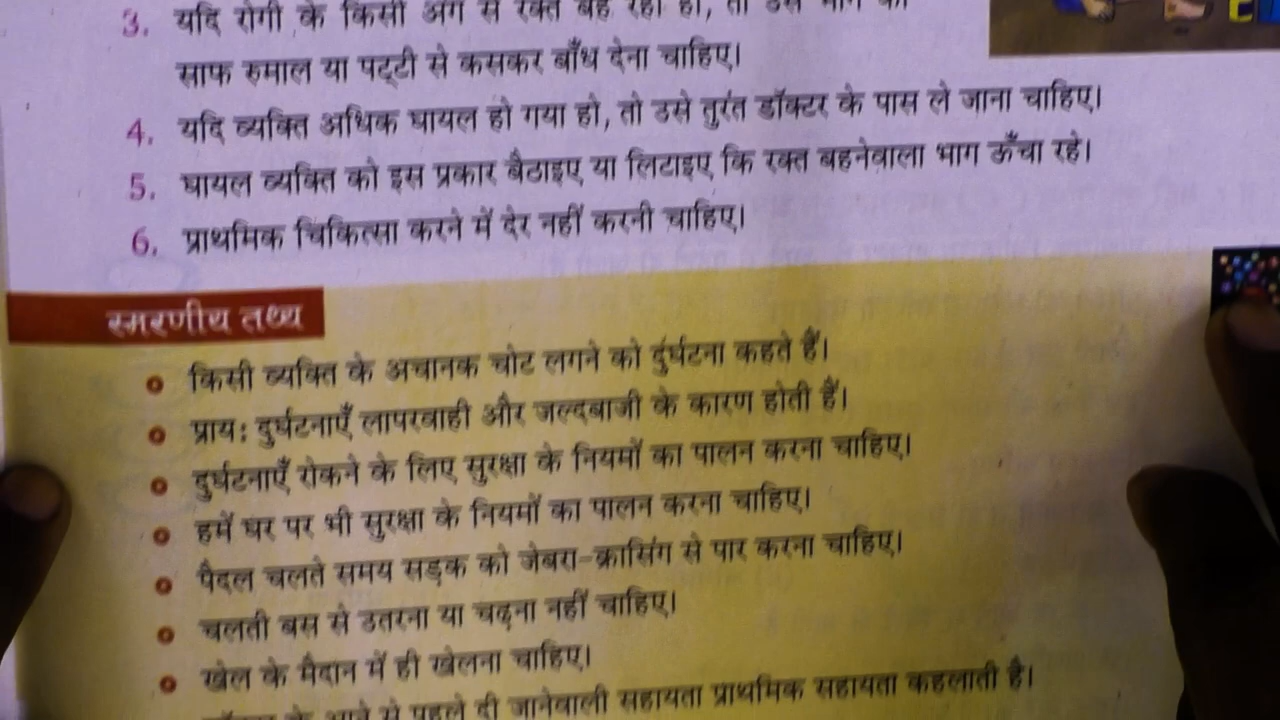 3. यदि रोगी के किसी अंग से रक्त बह रहा हो, तो उस भाग को
साफ रुमाल या पट्टी से कसकर बाँध देना चाहिए।
4. यदि व्यक्ति अधिक घायल हो गया हो, तो उसे तुरंत डॉक्टर के पास ले जाना चाहिए।
5. घायल व्यक्ति को इस प्रकार बैठाइए या लिटाइए कि रक्त बहनेवाला भाग ऊँचा रहे।
6. प्राथमिक चिकित्सा करने में देर नहीं करनी चाहिए।
स्मरणीय तथ्य
किसी व्यक्ति के अचानक चोट लगने को दुर्घटना कहते हैं।
प्राय: दुर्घटनाएँ लापरवाही और जल्दबाजी के कारण होती हैं।
दुर्घटनाएँ रोकने के लिए सुरक्षा के नियमों का पालन करना चाहिए।
हमें घर पर भी सुरक्षा के नियमों का पालन करना चाहिए।
पैदल चलते समय सड़क को जेबरा-क्रासिंग से पार करना चाहिए।
चलती बस से उतरना या चढ़ना नहीं चाहिए।
खेल के मैदान में ही खेलना चाहिए।
के आने से पहले दी जानेवाली सहायता प्राथमिक सहायता कहलाती है।